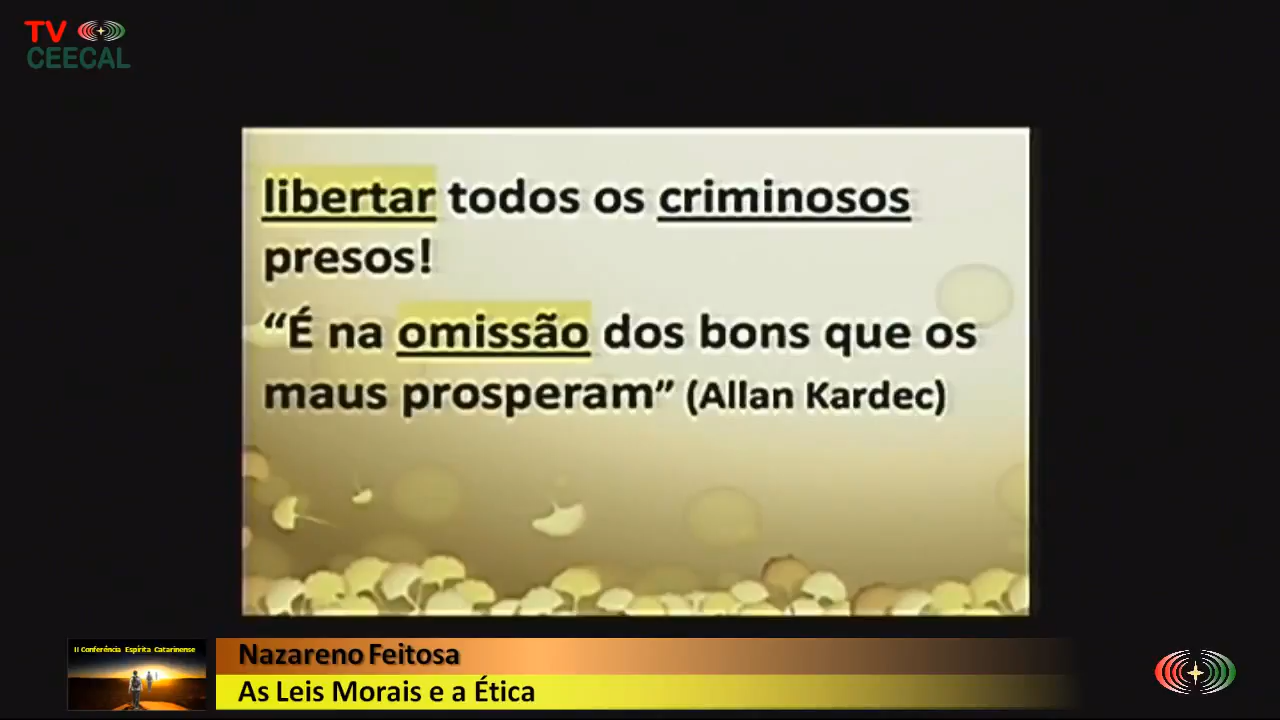 TV
CEECAL
libertar todos os criminosos
presos!
“É na omissão dos bons que os
maus prosperam” (Allan Kardec)
II Conferência Espírita Catarinense
Nazareno Feitosa
As Leis Morais e a Ética